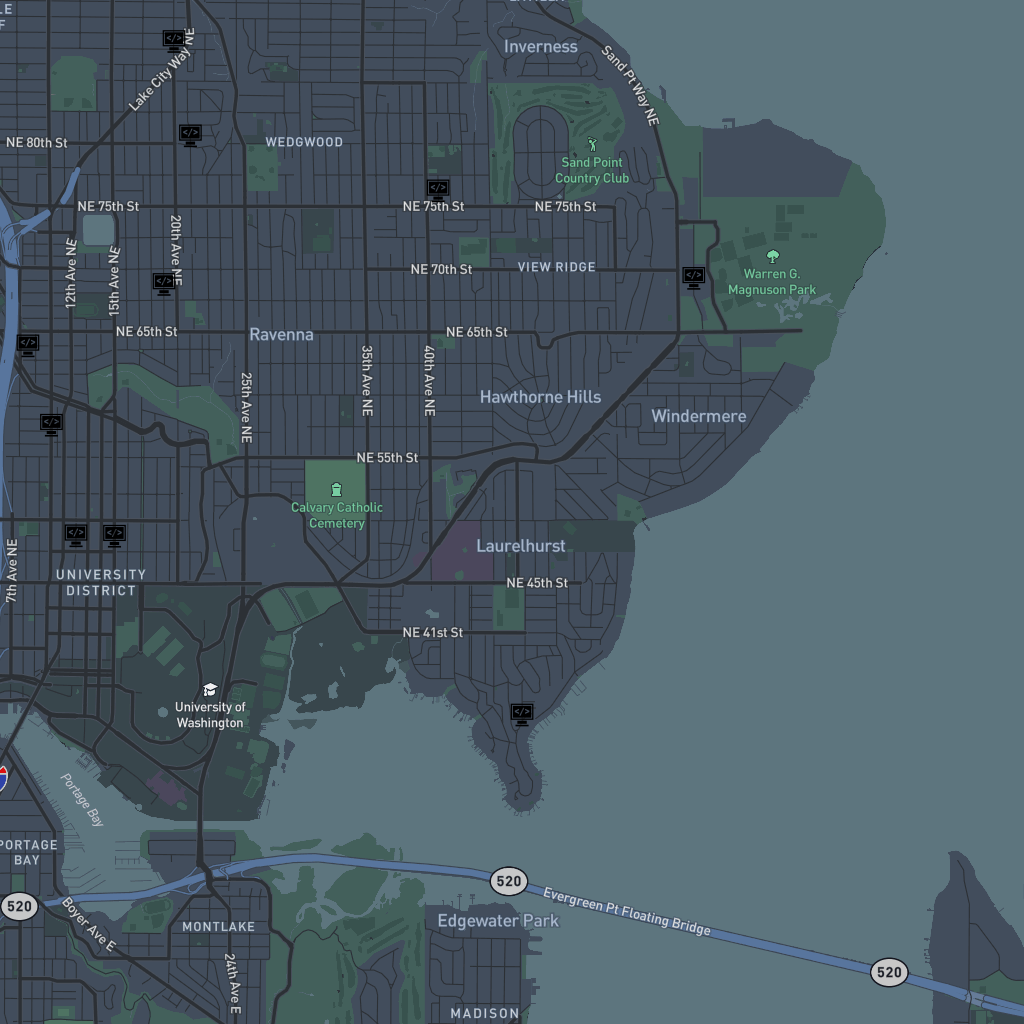 Inverness
Sand Pt Way NE
Lake City Way NE
NE 80th St
WEDGWOOD
Sand Point
Country Club
NE 75th St
NE 75th St
NE 75th St
20th Ave NE
12th Ave NE
15th Ave NE
NE 70th St
VIEW RIDGE
Warren G.
Magnuson Park
NE 65th St
Ravenna
NE 65th St
25th Ave NE
35th Ave NE
40th Ave NE
Hawthorne Hills
Windermere
NE 55th St
Calvary Catholic
Cemetery
Laurelhurst
7th Ave NE
UNIVERSITY
DISTRICT
NE 45th St
NE 41st St
University of
Washington
Portage Bay
PORTAGE
BAY
520
520
Evergreen Pt Floating Bridge
520
Boyer Ave E
MONTLAKE
24th Ave E
Edgewater Park
MADISON